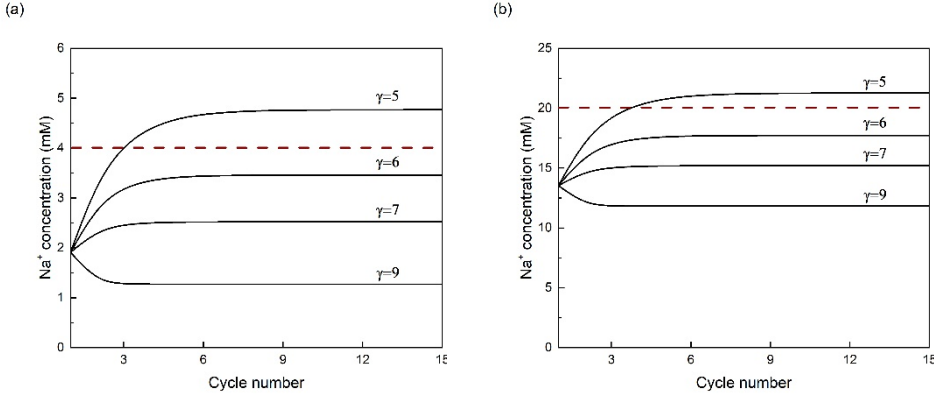 (a)
6
5
4
3
2
1
0
Na⁺ concentration (mM)
γ=5
γ=6
γ=7
γ=9
3 6 9 12 15
Cycle number
(b)
25
20
15
10
5
0
Na⁺ concentration (mM)
γ=5
γ=6
γ=7
γ=9
3 6 9 12 15
Cycle number